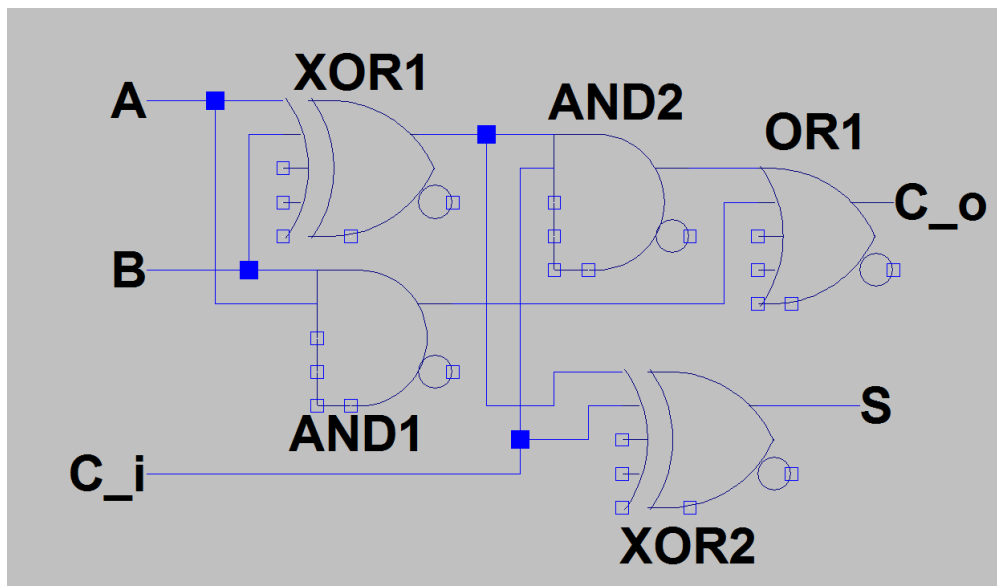 XOR1
A
AND2
OR1
C_o
B
S
AND1
C_i
XOR2